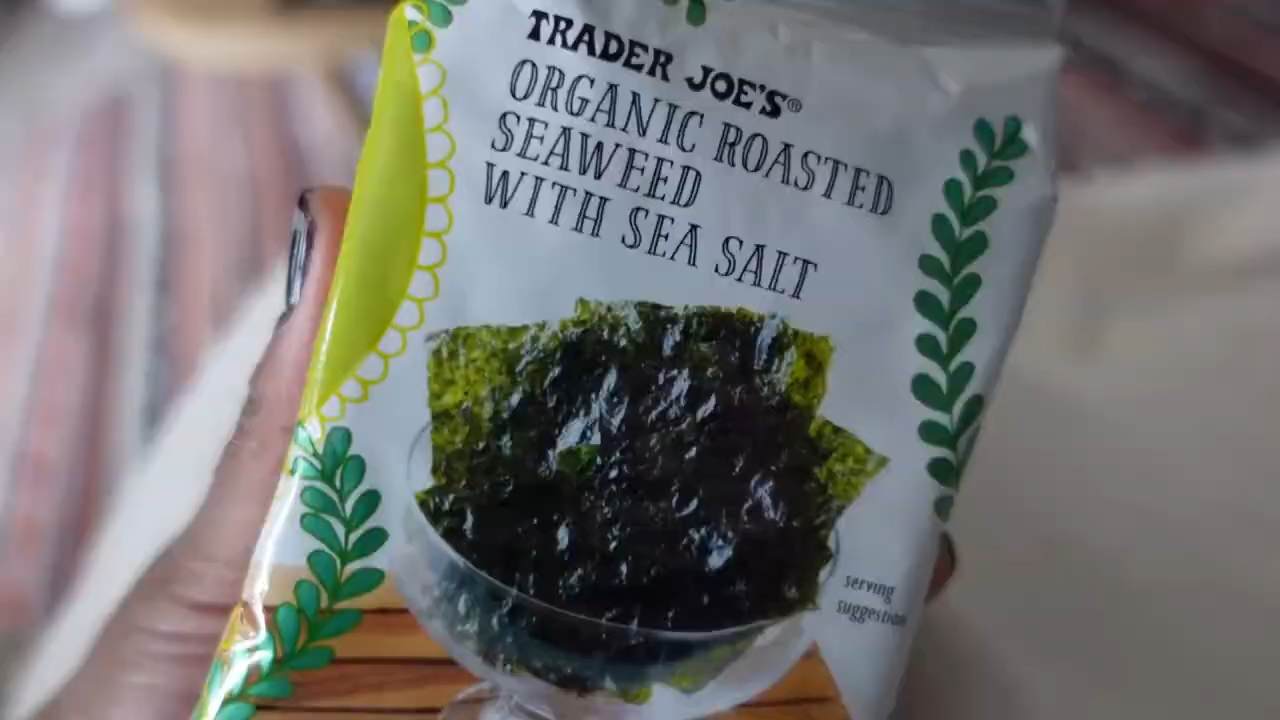 TRADER JOE'S®
ORGANIC ROASTED
SEAWEED
WITH SEA SALT
serving
suggestion